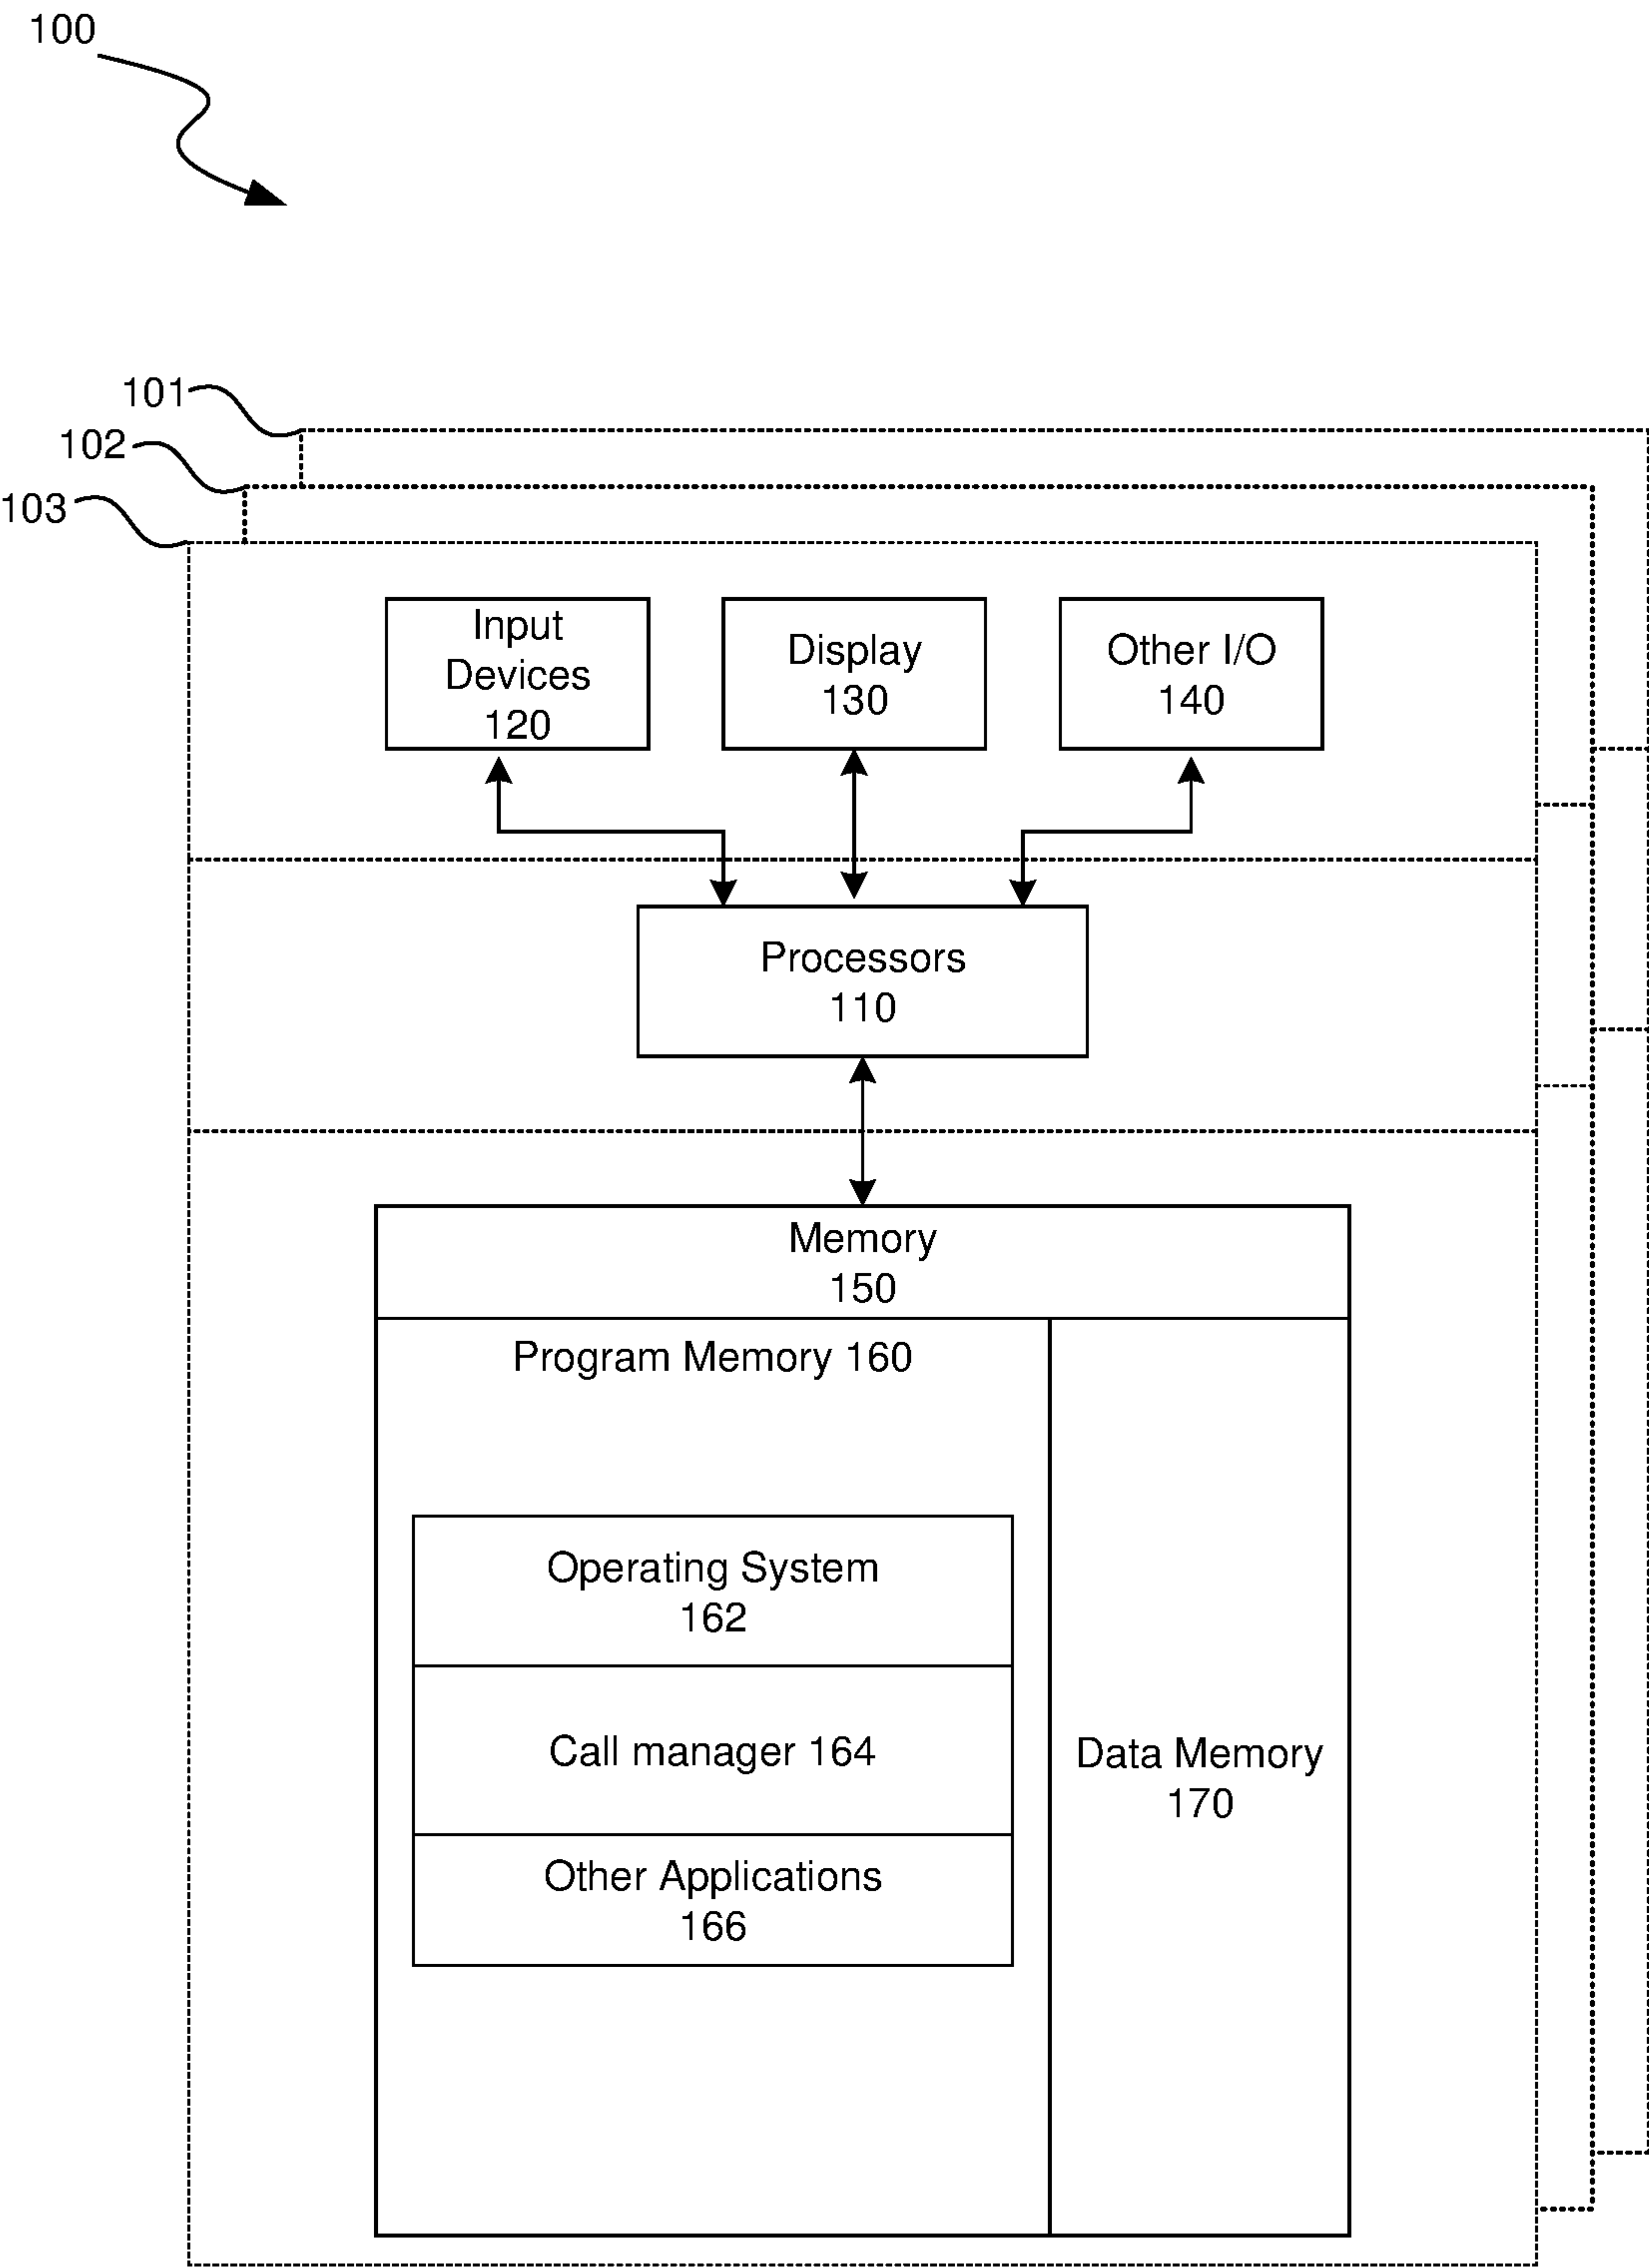 100
101
102
103
Input
Devices
120
Display
130
Other I/O
140
Processors
110
Memory
150
Program Memory 160
Operating System
162
Call manager 164
Other Applications
166
Data Memory
170